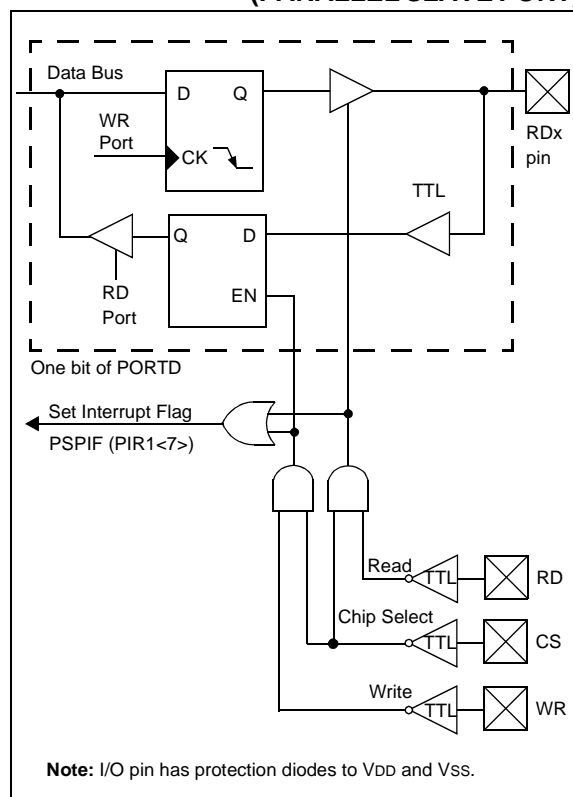 Data Bus
D Q
WR
Port
CK
RDx
pin
TTL
Q D
EN
RD
Port
One bit of PORTD
Set Interrupt Flag
PSPIF (PIR1<7>)
Read
TTL
RD
Chip Select
TTL
CS
Write
TTL
WR
Note: I/O pin has protection diodes to VDD and VSS.